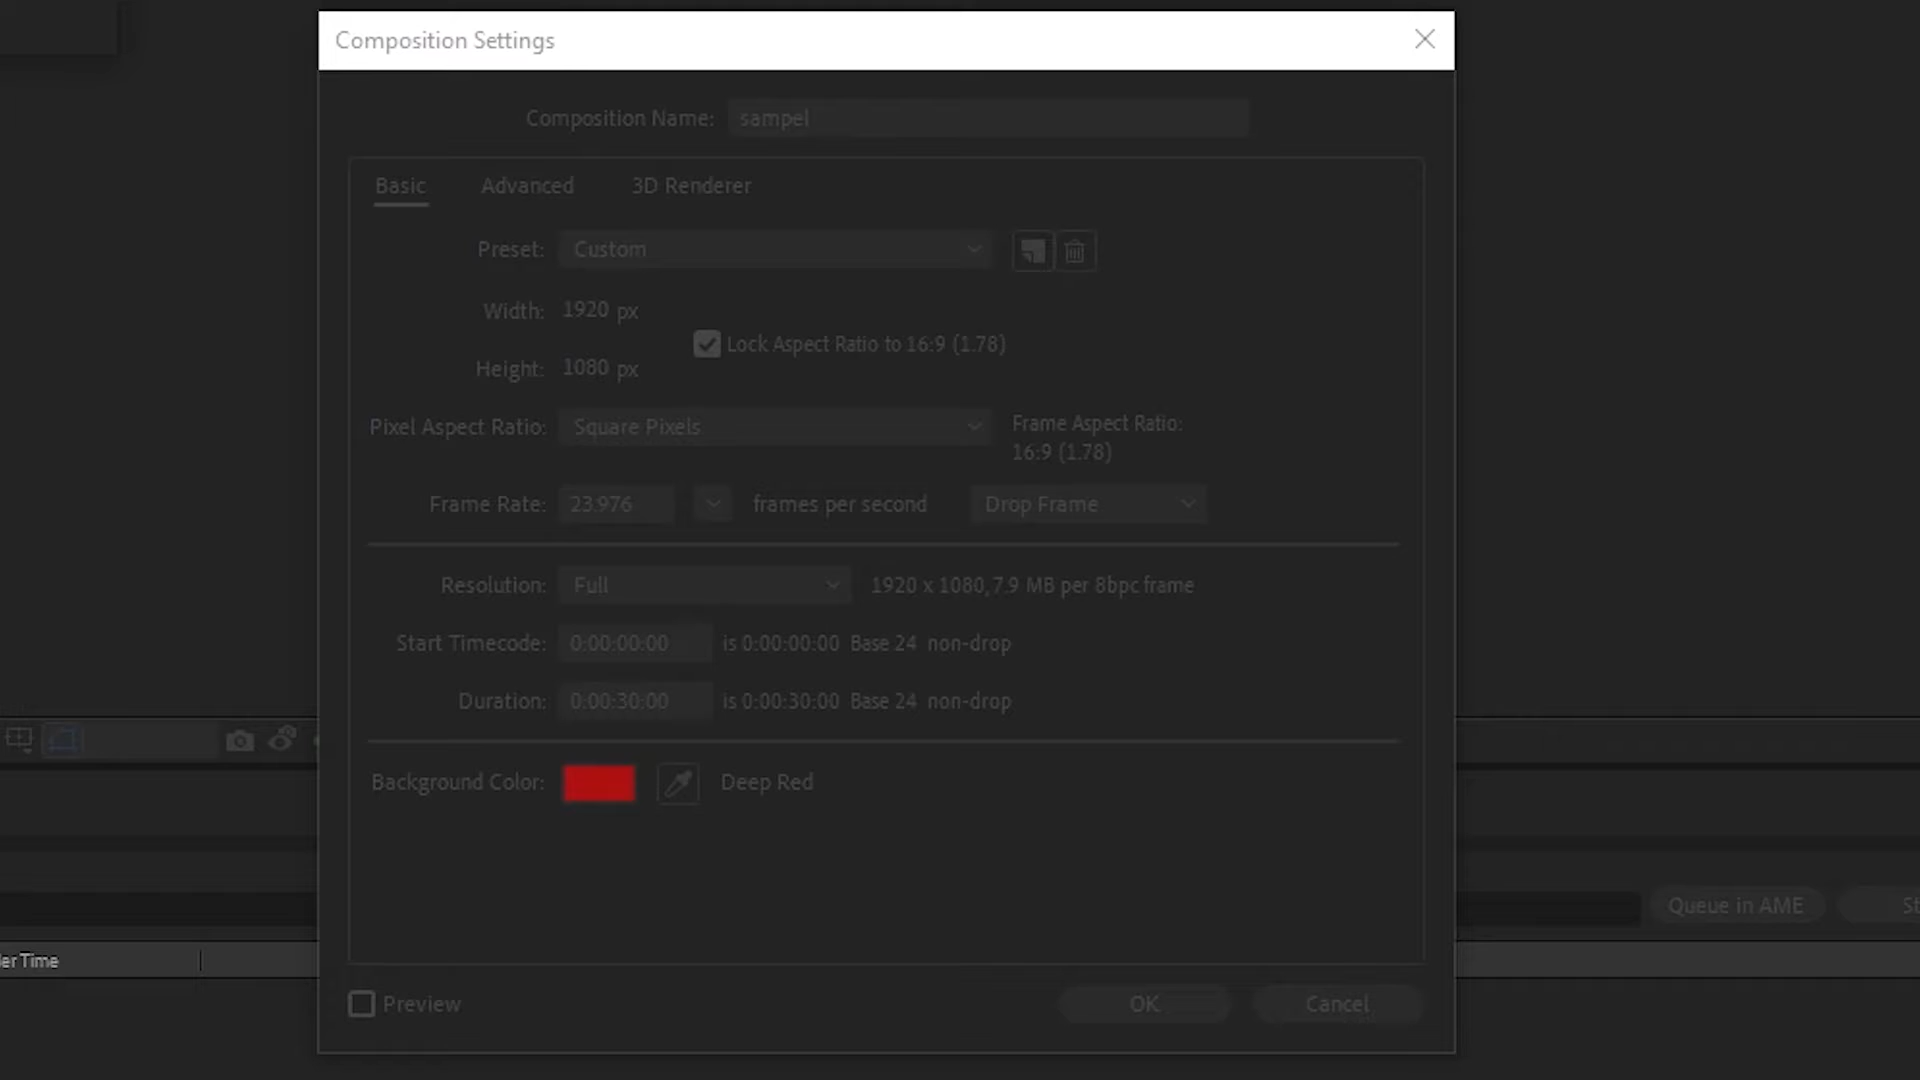 Composition Settings
Composition Name: sampel
Basic Advanced 3D Renderer
Preset: Custom
Width: 1920 px
Lock Aspect Ratio to 16:9 (1.78)
Height: 1080 px
Pixel Aspect Ratio: Square Pixels
Frame Aspect Ratio:
16:9 (1.78)
Frame Rate: 23.976 frames per second Drop Frame
Resolution: Full 1920 x 1080, 7.9 MB per 8bpc frame
Start Timecode: 0:00:00:00 is 0:00:00:00 Base 24 non-drop
Duration: 0:00:30:00 is 0:00:30:00 Base 24 non-drop
Background Color: Deep Red
Queue in AME St
er Time
Preview OK Cancel